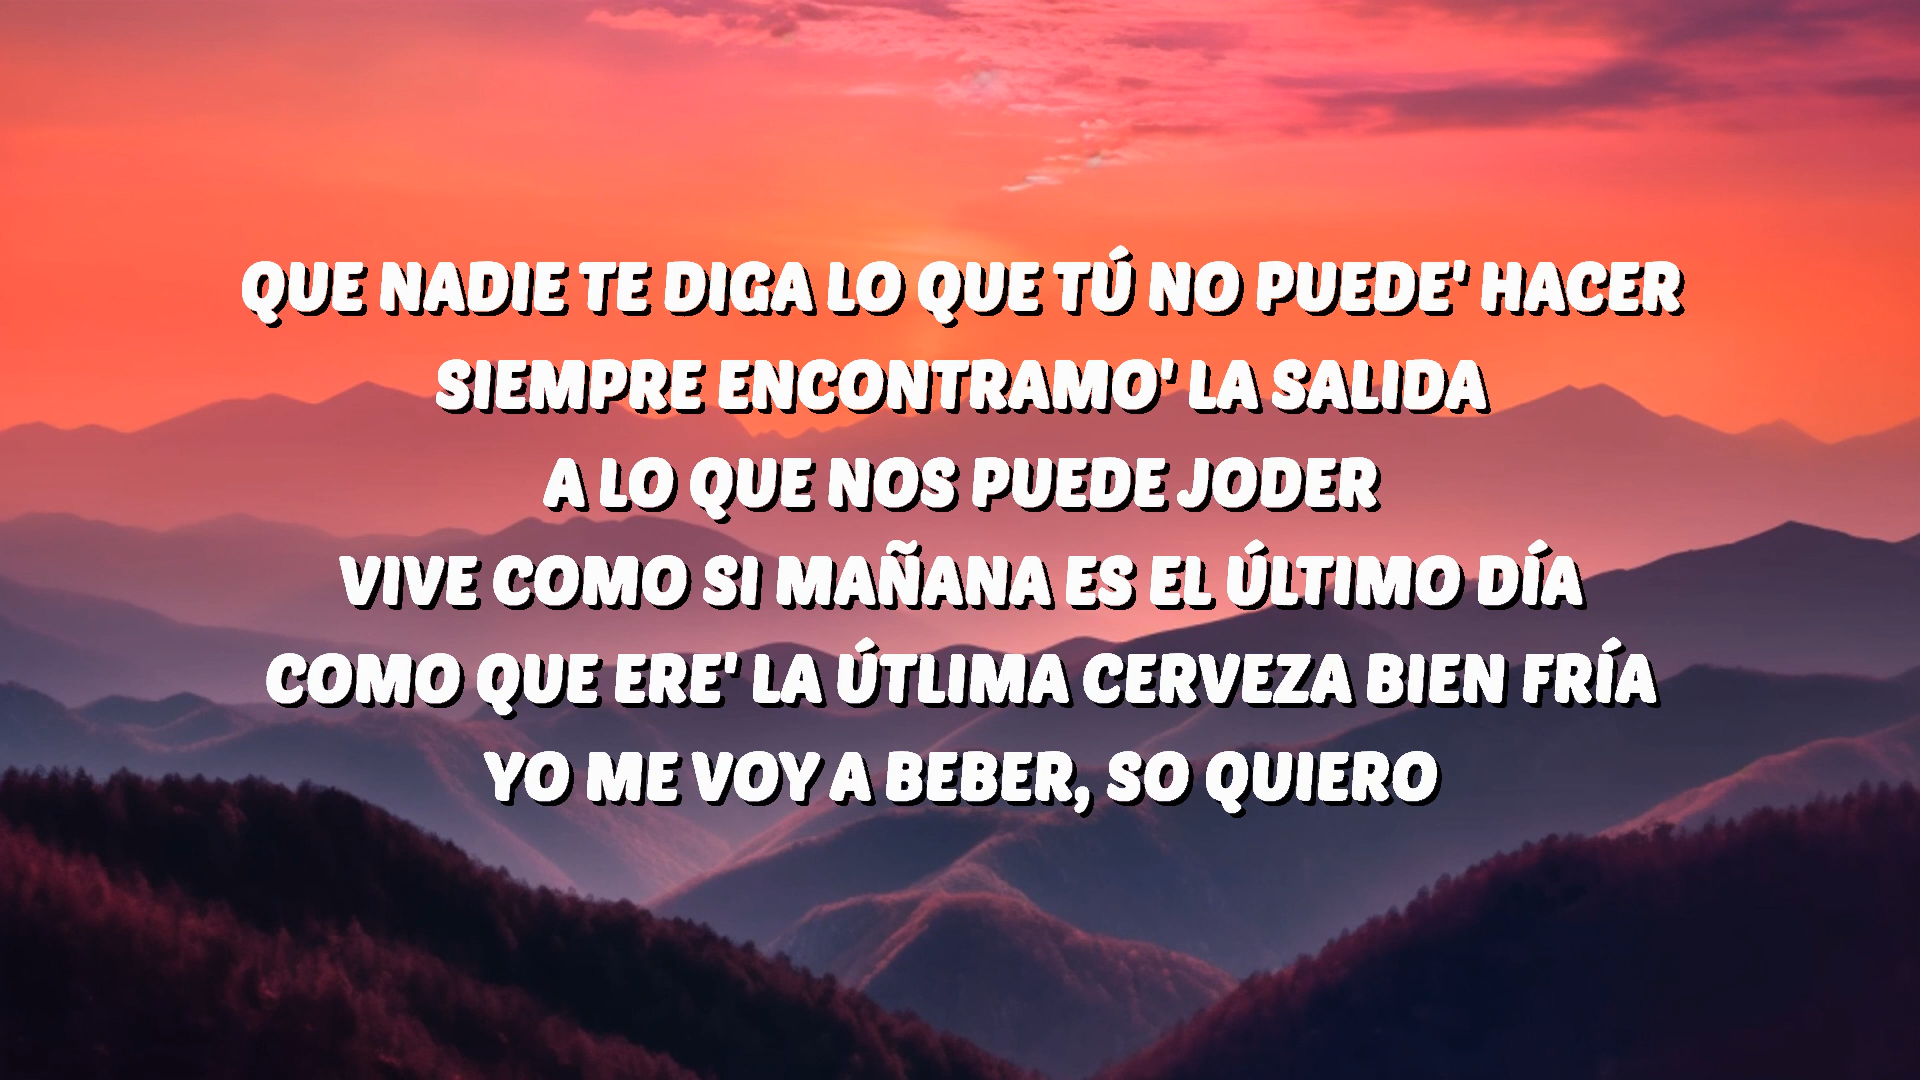 QUE NADIE TE DIGA LO QUE TÚ NO PUEDE' HACER
SIEMPRE ENCONTRAMO' LA SALIDA
A LO QUE NOS PUEDE JODER
VIVE COMO SI MAÑANA ES EL ÚLTIMO DÍA
COMO QUE ERE' LA ÚTLIMA CERVEZA BIEN FRÍA
YO ME VOY A BEBER, SO QUIERO